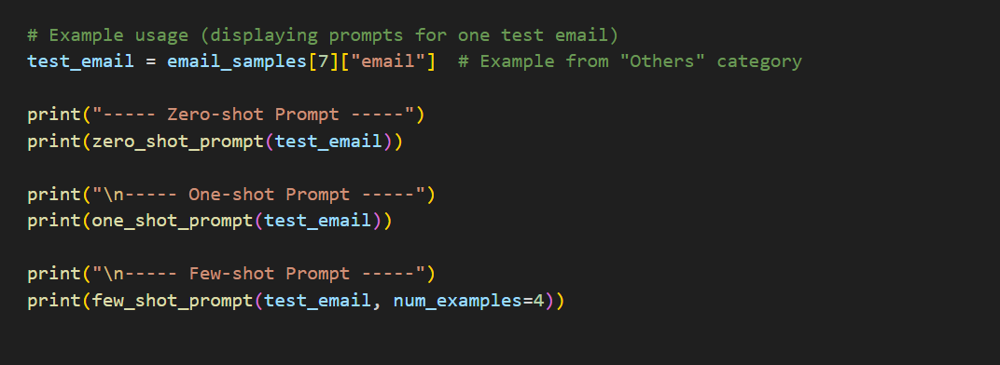 # Example usage (displaying prompts for one test email)
test_email = email_samples[7]["email"]  # Example from "Others" category
print("----- Zero-shot Prompt -----")
print(zero_shot_prompt(test_email))
print("\n----- One-shot Prompt -----")
print(one_shot_prompt(test_email))
print("\n----- Few-shot Prompt -----")
print(few_shot_prompt(test_email, num_examples=4))